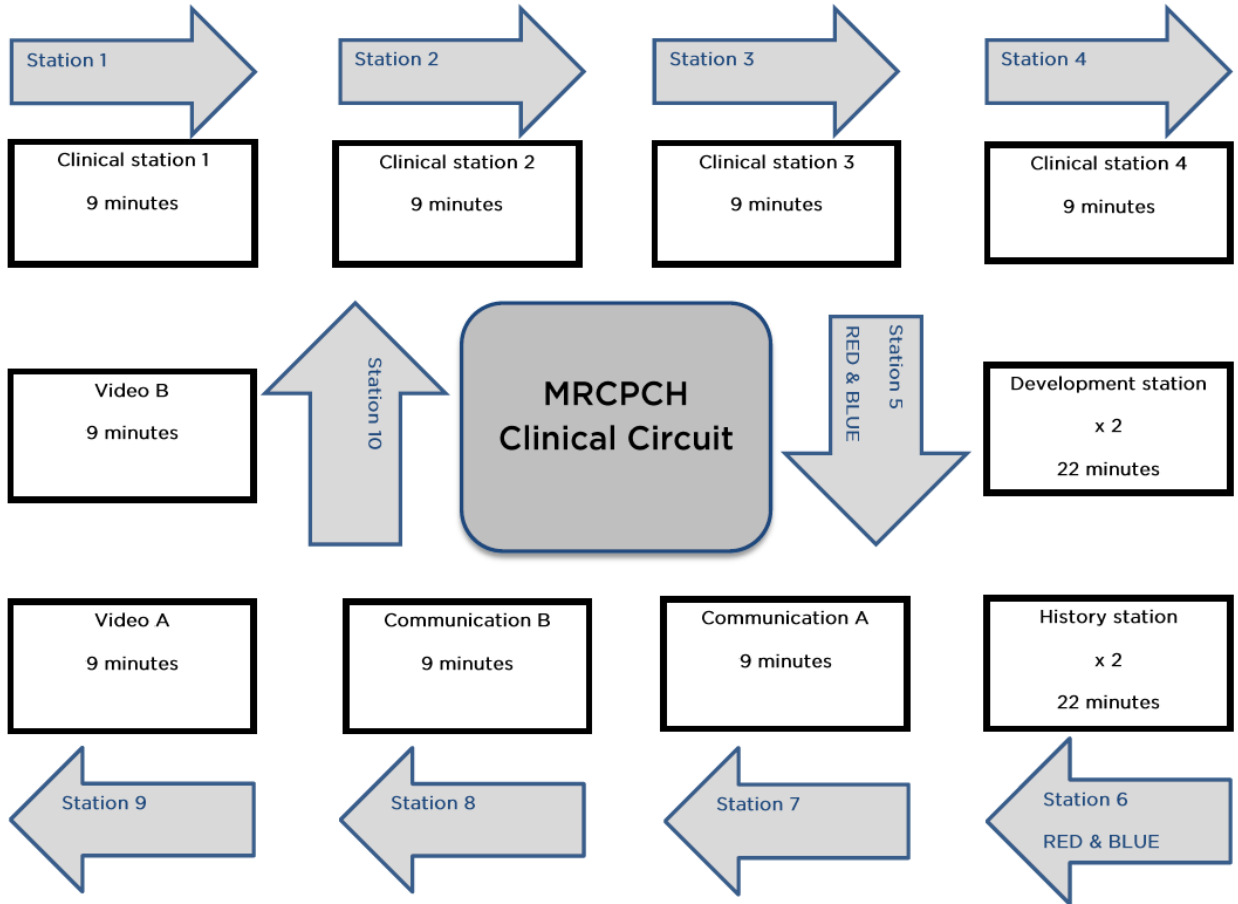 Station 1
Station 2
Station 3
Station 4
Clinical station 1
9 minutes
Clinical station 2
9 minutes
Clinical station 3
9 minutes
Clinical station 4
9 minutes
Video B
9 minutes
Station 10
MRCPCH
Clinical Circuit
Station 5
RED & BLUE
Development station
x 2
22 minutes
Video A
9 minutes
Communication B
9 minutes
Communication A
9 minutes
History station
x 2
22 minutes
Station 9
Station 8
Station 7
Station 6
RED & BLUE